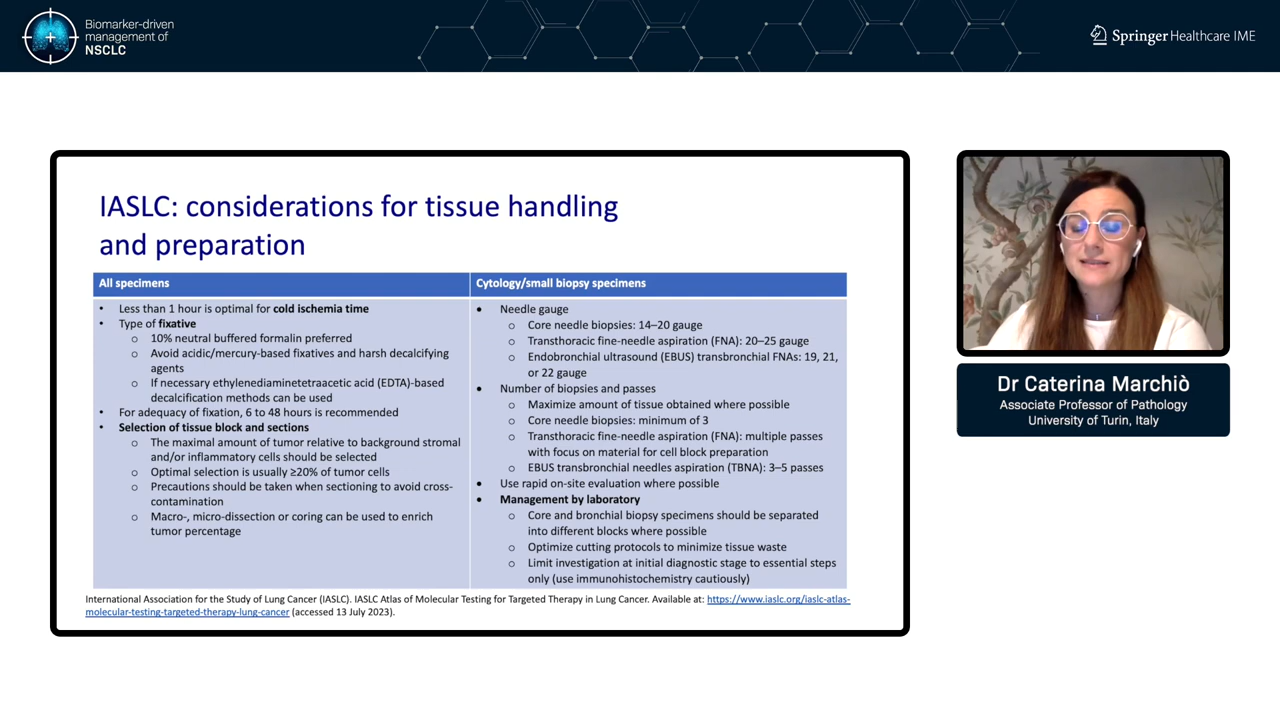 Biomarker-driven
management of
NSCLC
Springer Healthcare IME
IASLC: considerations for tissue handling
and preparation
All specimens
• Less than 1 hour is optimal for cold ischemia time
• Type of fixative
o 10% neutral buffered formalin preferred
o Avoid acidic/mercury-based fixatives and harsh decalcifying
agents
o If necessary ethylenediaminetetraacetic acid (EDTA)-based
decalcification methods can be used
• For adequacy of fixation, 6 to 48 hours is recommended
• Selection of tissue block and sections
o The maximal amount of tumor relative to background stromal
and/or inflammatory cells should be selected
o Optimal selection is usually ≥20% of tumor cells
o Precautions should be taken when sectioning to avoid cross-
contamination
o Macro-, micro-dissection or coring can be used to enrich
tumor percentage
Cytology/small biopsy specimens
• Needle gauge
o Core needle biopsies: 14–20 gauge
o Transthoracic fine-needle aspiration (FNA): 20–25 gauge
o Endobronchial ultrasound (EBUS) transbronchial FNAs: 19, 21,
or 22 gauge
• Number of biopsies and passes
o Maximize amount of tissue obtained where possible
o Core needle biopsies: minimum of 3
o Transthoracic fine-needle aspiration (FNA): multiple passes
with focus on material for cell block preparation
o EBUS transbronchial needles aspiration (TBNA): 3–5 passes
• Use rapid on-site evaluation where possible
• Management by laboratory
o Core and bronchial biopsy specimens should be separated
into different blocks where possible
o Optimize cutting protocols to minimize tissue waste
o Limit investigation at initial diagnostic stage to essential steps
only (use immunohistochemistry cautiously)
International Association for the Study of Lung Cancer (IASLC). IASLC Atlas of Molecular Testing for Targeted Therapy in Lung Cancer. Available at: https://www.iaslc.org/iaslc-atlas-
molecular-testing-targeted-therapy-lung-cancer (accessed 13 July 2023).
Dr Caterina Marchiò
Associate Professor of Pathology
University of Turin, Italy